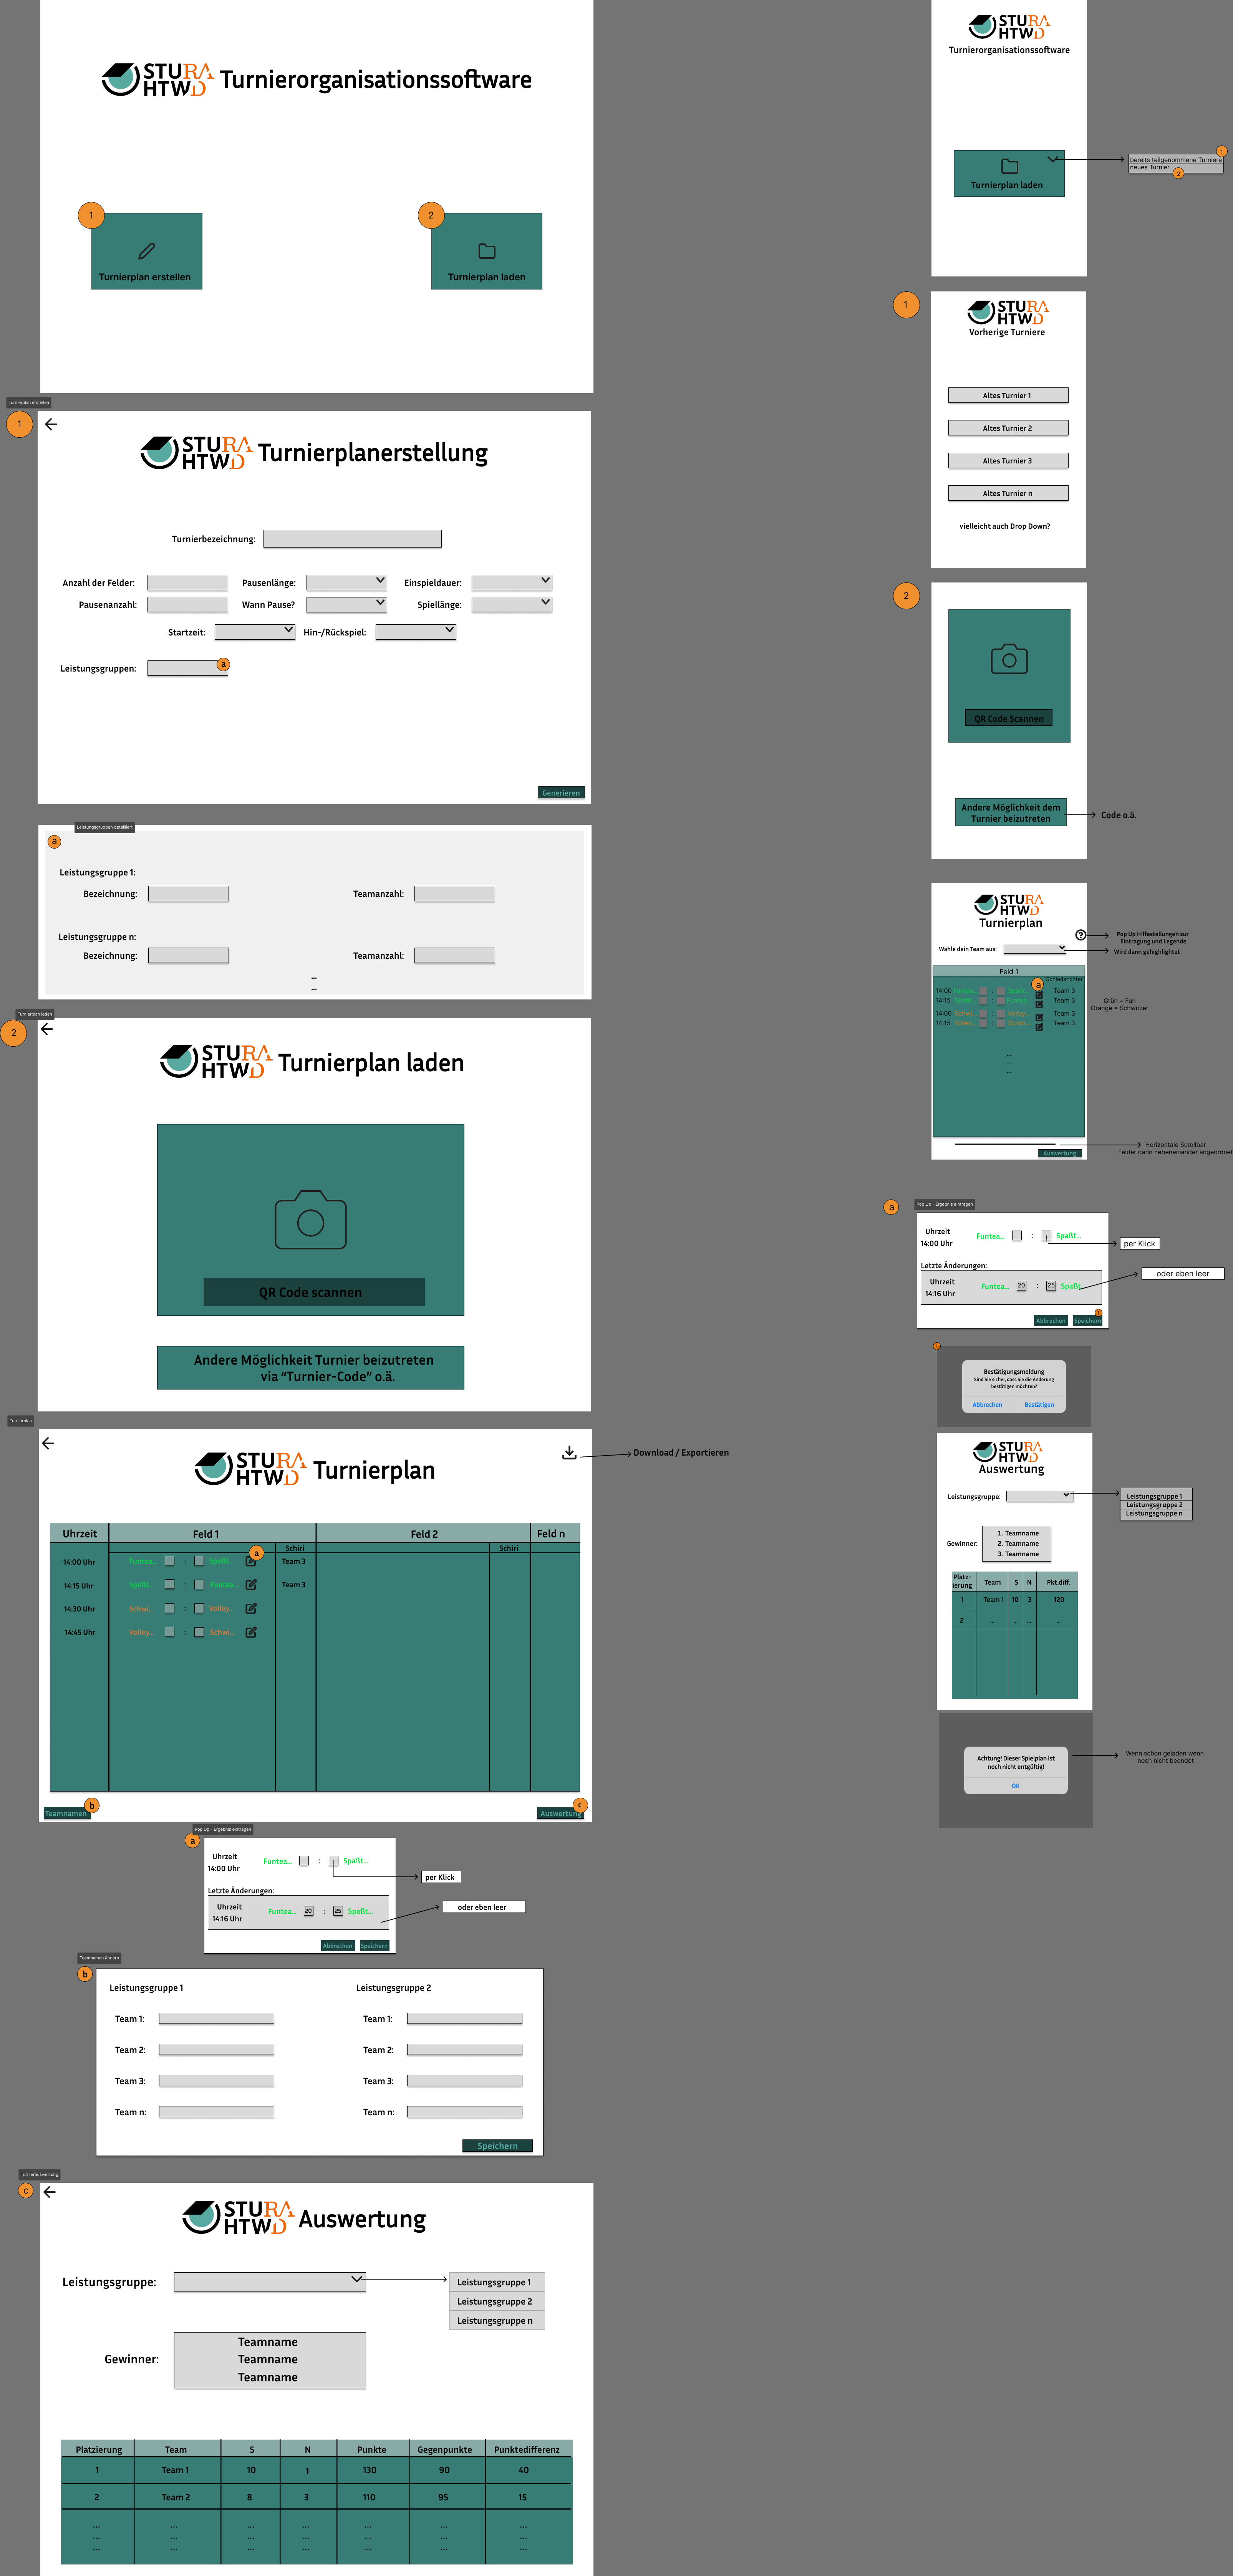 STURA
HTWD
Turnierorganisationssoftware
1
Turnierplan erstellen
2
Turnierplan laden
Turnierplan erstellen
1
STURA
HTWD
Turnierplanerstellung
Turnierbezeichnung:
Anzahl der Felder:
Pausenlänge:
Einspieldauer:
Pausenanzahl:
Wann Pause?
Spiellänge:
Startzeit:
Hin-/Rückspiel:
Leistungsgruppen:
a
Generieren
Leistungsgruppen detailliert
a
Leistungsgruppe 1:
Bezeichnung:
Teamanzahl:
Leistungsgruppe n:
Bezeichnung:
Teamanzahl:
...
...
Turnierplan laden
2
STURA
HTWD
Turnierplan laden
QR Code scannen
Andere Möglichkeit Turnier beizutreten
via “Turnier-Code” o.ä.
Turnierplan
STURA
HTWD
Turnierplan
Download / Exportieren
Uhrzeit
Feld 1
Feld 2
Feld n
Schiri
Schiri
a
14:00 Uhr
Funtea...
:
Spaßt...
Team 3
14:15 Uhr
Spaßt...
:
Funtea...
Team 3
14:30 Uhr
Schwi...
:
Volley...
14:45 Uhr
Volley...
:
Schwi...
Teamnamen
b
Auswertung
c
Pop Up - Ergebnis eintragen
a
Uhrzeit
14:00 Uhr
Funtea...
:
Spaßt...
per Klick
Letzte Änderungen:
Uhrzeit
14:16 Uhr
Funtea...
20
:
25
Spaßt...
oder eben leer
Abbrechen
Speichern
Teamnamen ändern
b
Leistungsgruppe 1
Leistungsgruppe 2
Team 1:
Team 1:
Team 2:
Team 2:
Team 3:
Team 3:
Team n:
Team n:
Speichern
Turnierauswertung
c
STURA
HTWD
Auswertung
Leistungsgruppe:
Leistungsgruppe 1
Leistungsgruppe 2
Leistungsgruppe n
Gewinner:
Teamname
Teamname
Teamname
Platzierung Team S N Punkte Gegenpunkte Punktedifferenz
1 Team 1 10 1 130 90 40
2 Team 2 8 3 110 95 15
... ... ... ... ... ... ...
... ... ... ... ... ... ...
... ... ... ... ... ... ...
STURA
HTWD
Turnierorganisationssoftware
Turnierplan laden
bereits teilgenommene Turniere
1
neues Turnier
2
1
STURA
HTWD
Vorherige Turniere
Altes Turnier 1
Altes Turnier 2
Altes Turnier 3
Altes Turnier n
vielleicht auch Drop Down?
2
QR Code Scannen
Andere Möglichkeit dem
Turnier beizutreten
Code o.ä.
STURA
HTWD
Turnierplan
Pop Up Hilfestellungen zur
Eintragung und Legende
Wähle dein Team aus:
Wird dann gehighlightet
Feld 1
Schiedsrichter
a
14:00 Funtea... : Spaßt... Team 3
14:15 Spaßt... : Funtea... Team 3
14:00 Schwi... : Volley... Team 3
14:15 Volley... : Schwi... Team 3
Grün = Fun
Orange = Schwitzer
...
...
...
Horizontale Scrollbar
Felder dann nebeneinander angeordnet
Auswertung
a
Pop Up - Ergebnis eintragen
Uhrzeit
14:00 Uhr
Funtea...
:
Spaßt...
per Klick
Letzte Änderungen:
Uhrzeit
14:16 Uhr
Funtea...
20
:
25
Spaßt...
oder eben leer
Abbrechen
Speichern
1
1
Bestätigungsmeldung
Sind Sie sicher, dass Sie die Änderung
bestätigen möchten?
Abbrechen
Bestätigen
STURA
HTWD
Auswertung
Leistungsgruppe:
Leistungsgruppe 1
Leistungsgruppe 2
Leistungsgruppe n
Gewinner:
1. Teamname
2. Teamname
3. Teamname
Platz-
ierung Team S N Pkt.diff.
1 Team 1 10 3 120
2 ... ... ... ...
Achtung! Dieser Spielplan ist
noch nicht entgültig!
OK
Wenn schon geladen wenn
noch nicht beendet